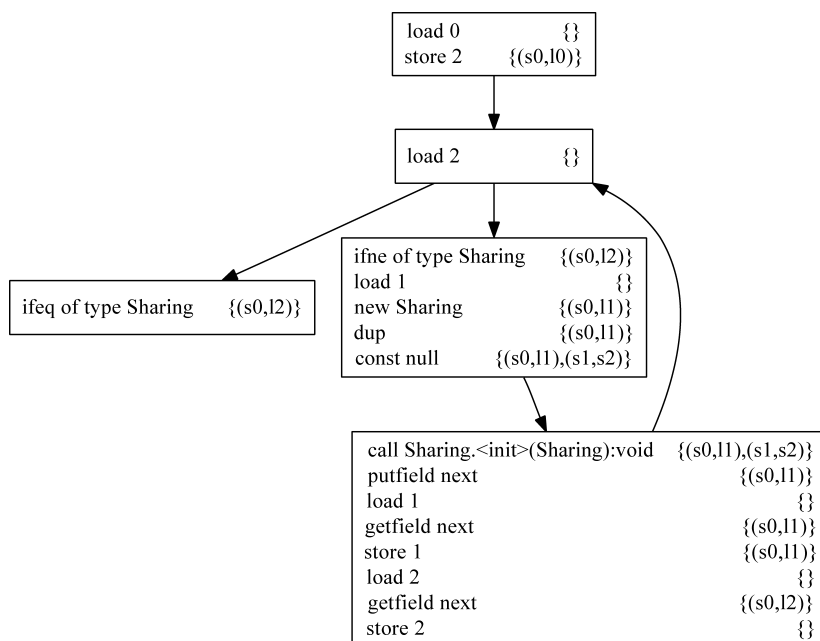 load 0 {}
store 2 {(s0,l0)}
load 2 {}
ifne of type Sharing {(s0,l2)}
load 1 {}
new Sharing {(s0,l1)}
dup {(s0,l1)}
const null {(s0,l1),(s1,s2)}
ifeq of type Sharing {(s0,l2)}
call Sharing.<init>(Sharing):void {(s0,l1),(s1,s2)}
putfield next {(s0,l1)}
load 1 {}
getfield next {(s0,l1)}
store 1 {(s0,l1)}
load 2 {}
getfield next {(s0,l2)}
store 2 {}